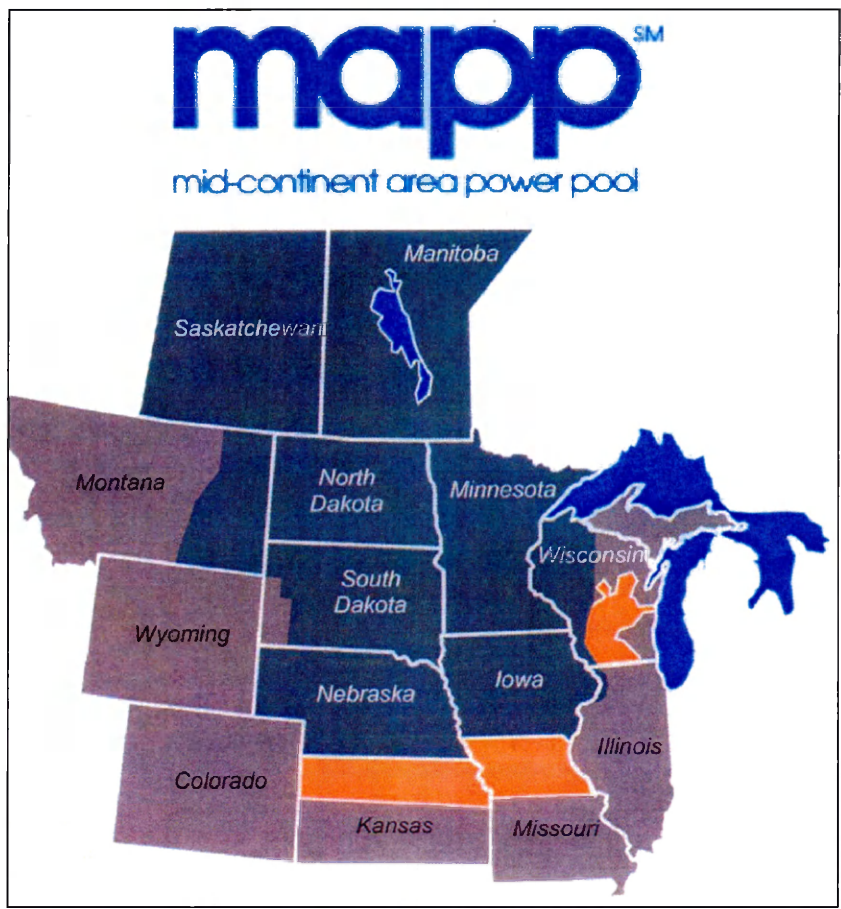 mapp SM
mid-continent area power pool
Manitoba
Saskatchewan
Montana
North
Dakota
Minnesota
Wisconsin
South
Dakota
Wyoming
Nebraska
Iowa
Illinois
Colorado
Kansas
Missouri